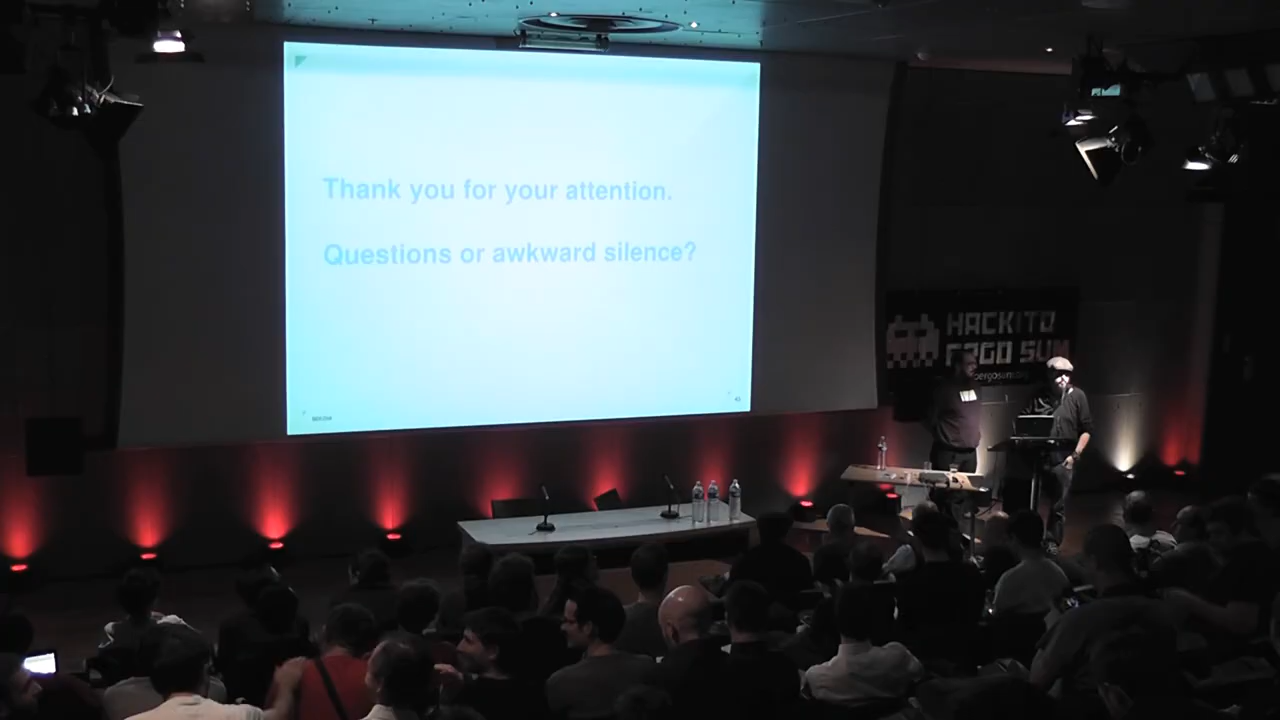 Thank you for your attention.
Questions or awkward silence?
HACKITO
ERGO SUM